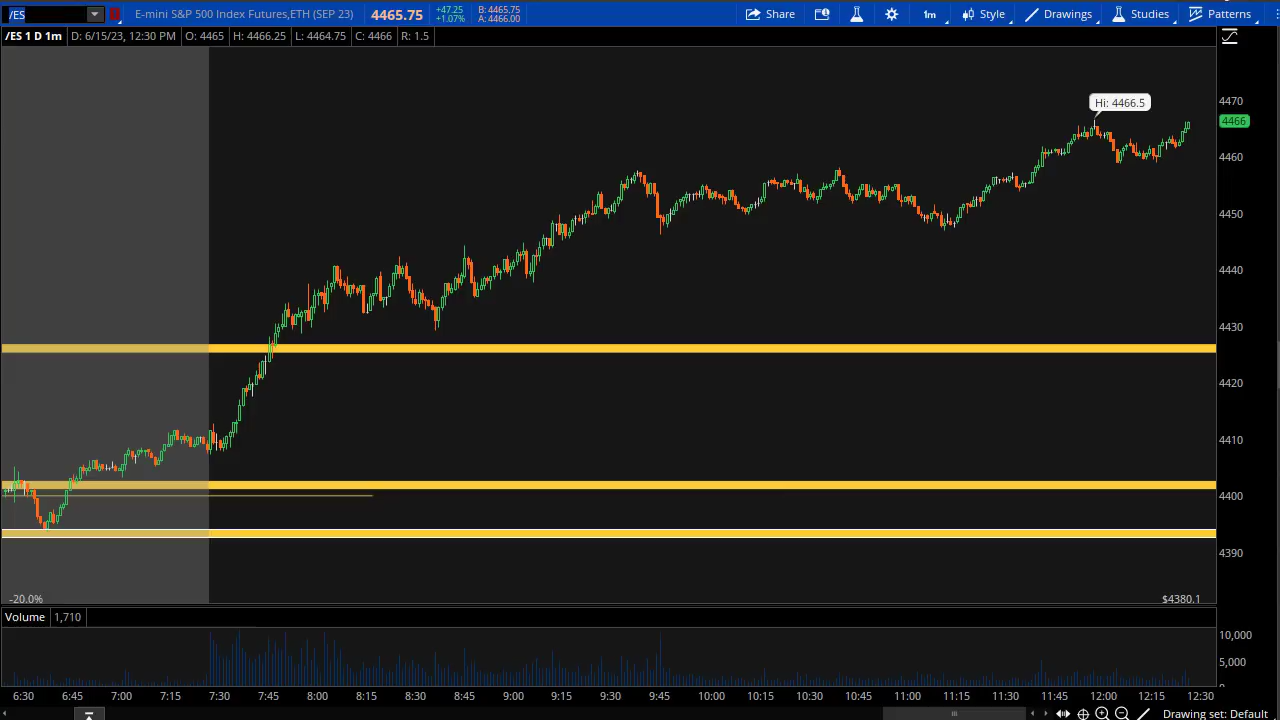 /ES E-mini S&P 500 Index Futures,ETH (SEP 23) 4465.75 +47.25 B: 4465.75 Share 1m Style Drawings Studies Patterns
+1.07% A: 4466.00
/ES 1 D 1m D: 6/15/23, 12:30 PM O: 4465 H: 4466.25 L: 4464.75 C: 4466 R: 1.5
Hi: 4466.5
4470
4466
4460
4450
4440
4430
4420
4410
4400
4390
-20.0% $4380.1
Volume 1,710
10,000
5,000
0
6:30 6:45 7:00 7:15 7:30 7:45 8:00 8:15 8:30 8:45 9:00 9:15 9:30 9:45 10:00 10:15 10:30 10:45 11:00 11:15 11:30 11:45 12:00 12:15 12:30
Drawing set: Default